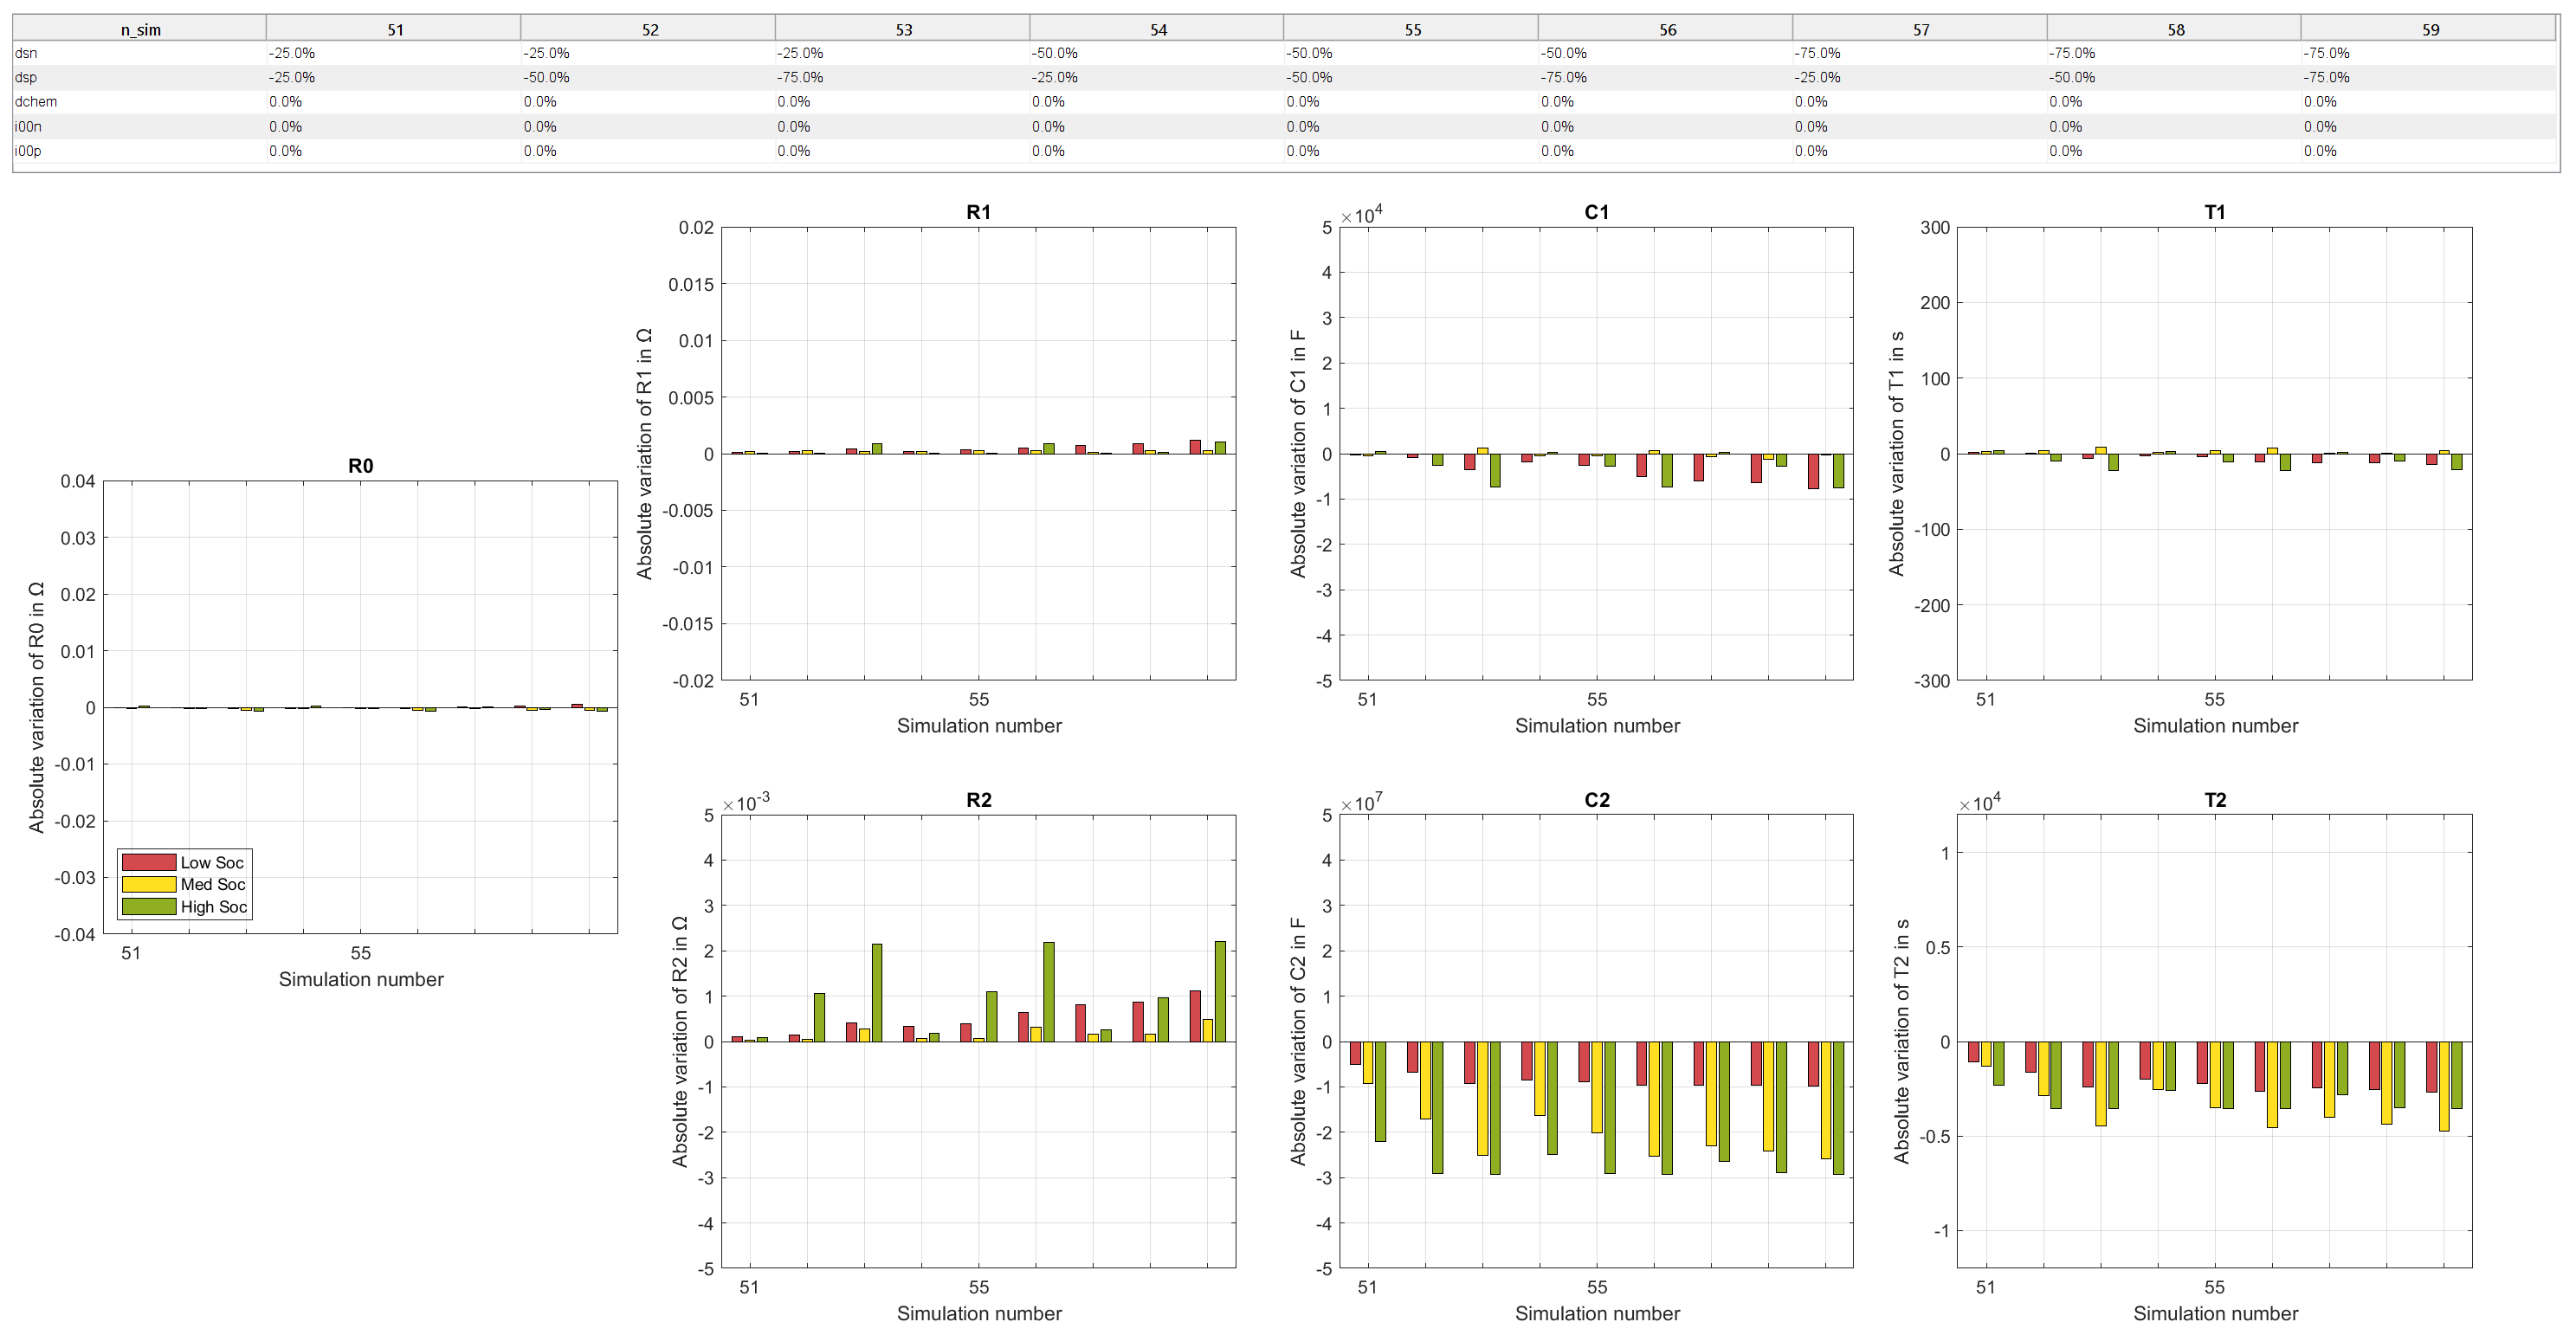 n_sim 51 52 53 54 55 56 57 58 59
dsn -25.0% -25.0% -25.0% -50.0% -50.0% -50.0% -75.0% -75.0% -75.0%
dsp -25.0% -50.0% -75.0% -25.0% -50.0% -75.0% -25.0% -50.0% -75.0%
dchem 0.0% 0.0% 0.0% 0.0% 0.0% 0.0% 0.0% 0.0% 0.0%
i00n 0.0% 0.0% 0.0% 0.0% 0.0% 0.0% 0.0% 0.0% 0.0%
i00p 0.0% 0.0% 0.0% 0.0% 0.0% 0.0% 0.0% 0.0% 0.0%
R0
Absolute variation of R0 in Ω
0.04
0.03
0.02
0.01
0
-0.01
-0.02
-0.03
-0.04
Low Soc
Med Soc
High Soc
51 55
Simulation number
R1
Absolute variation of R1 in Ω
0.02
0.015
0.01
0.005
0
-0.005
-0.01
-0.015
-0.02
51 55
Simulation number
C1
×10^4
Absolute variation of C1 in F
5
4
3
2
1
0
-1
-2
-3
-4
-5
51 55
Simulation number
T1
Absolute variation of T1 in s
300
200
100
0
-100
-200
-300
51 55
Simulation number
R2
×10^-3
Absolute variation of R2 in Ω
5
4
3
2
1
0
-1
-2
-3
-4
-5
51 55
Simulation number
C2
×10^7
Absolute variation of C2 in F
5
4
3
2
1
0
-1
-2
-3
-4
-5
51 55
Simulation number
T2
×10^4
Absolute variation of T2 in s
1
0.5
0
-0.5
-1
51 55
Simulation number